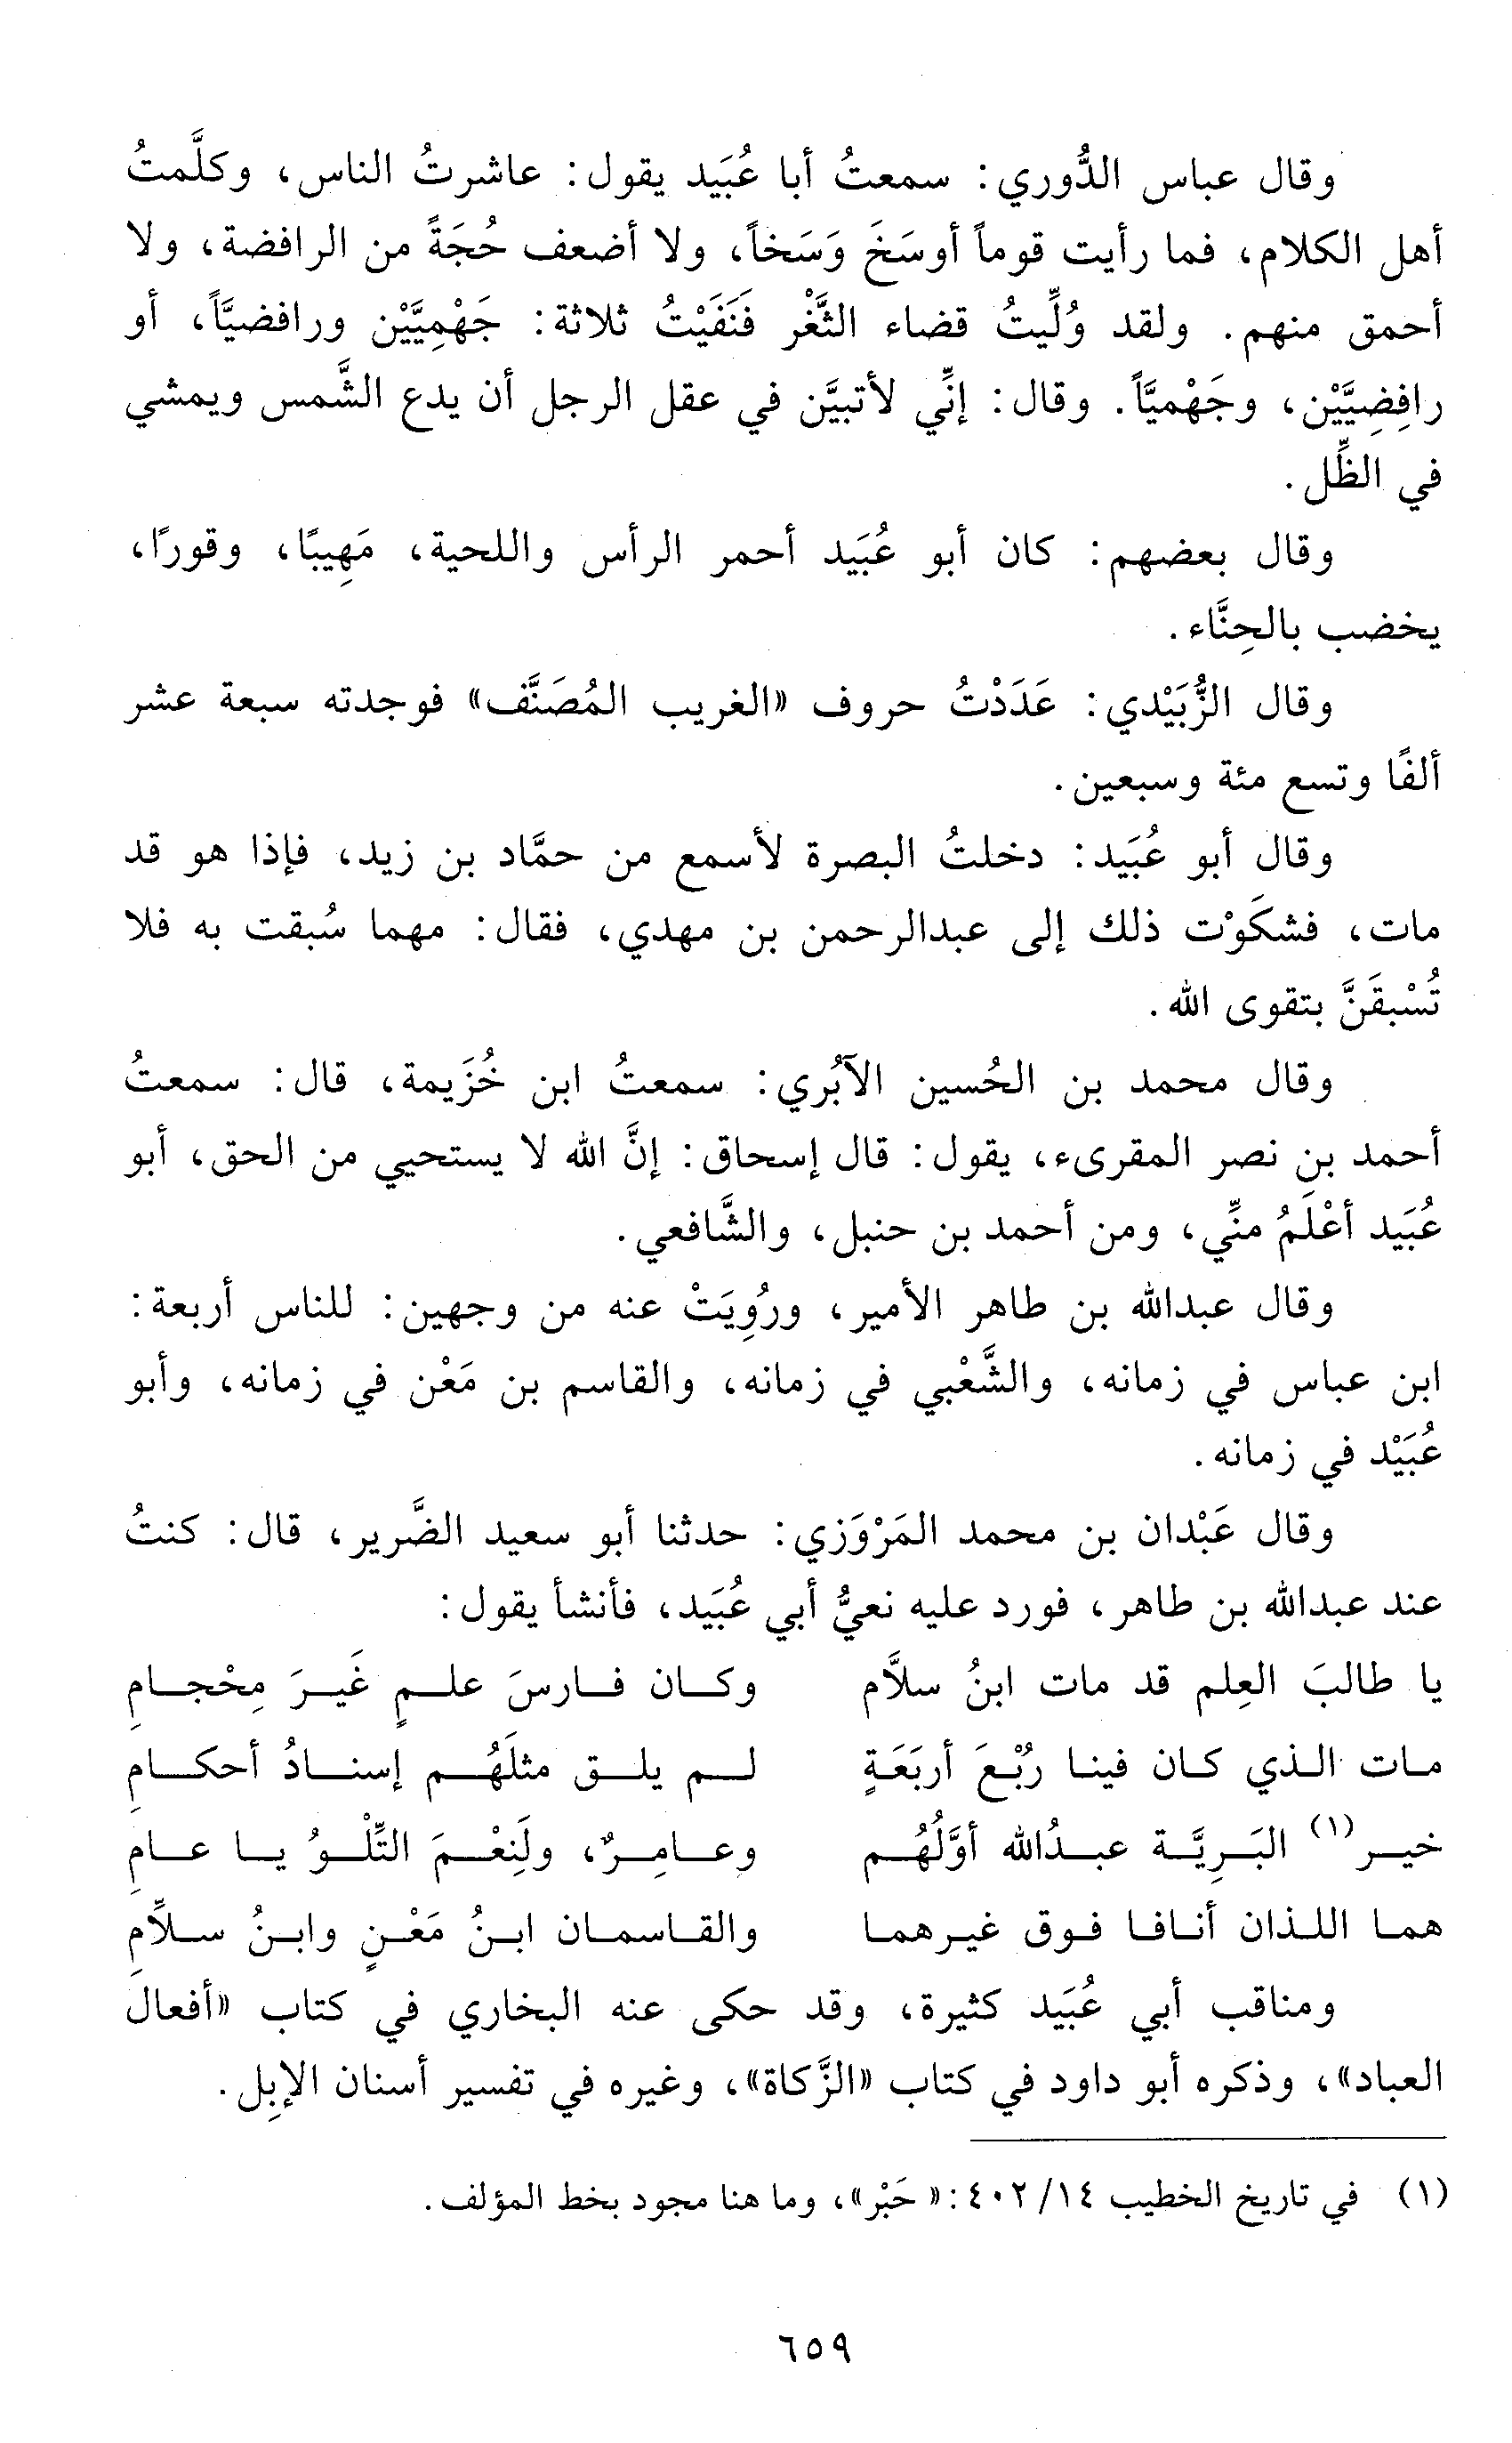 وقال عباس الدُّوري: سمعتُ أبا عُبَيد يقول: عاشرتُ الناس، وكلَّمتُ
أهل الكلام، فما رأيت قوماً أوسَخَ وَسَخاً، ولا أضعف حُجَةً من الرافضة، ولا
أحمق منهم. ولقد وُلِّيتُ قضاء الثَّغْر فَنَفَيْتُ ثلاثة: جَهْمِيَّيْن ورافضيَّاً، أو
رافِضِيَّيْن، وجَهْميَّاً. وقال: إنِّي لأتبيَّن في عقل الرجل أن يدع الشَّمس ويمشي
في الظِّل.
وقال بعضهم: كان أبو عُبَيد أحمر الرأس واللحية، مَهِيبًا، وقورًا،
يخضب بالحِنَّاء.
وقال الزُّبَيْدي: عَدَدْتُ حروف «الغريب المُصَنَّف» فوجدته سبعة عشر
ألفًا وتسع مئة وسبعين.
وقال أبو عُبَيد: دخلتُ البصرة لأسمع من حمَّاد بن زيد، فإذا هو قد
مات، فشكَوْت ذلك إلى عبدالرحمن بن مهدي، فقال: مهما سُبقت به فلا
تُسْبقَنَّ بتقوى الله.
وقال محمد بن الحُسين الآبُري: سمعتُ ابن خُزَيمة، قال: سمعتُ
أحمد بن نصر المقرىء، يقول: قال إسحاق: إنَّ الله لا يستحيي من الحق، أبو
عُبَيد أعْلَمُ منِّي، ومن أحمد بن حنبل، والشَّافعي.
وقال عبدالله بن طاهر الأمير، ورُوِيَتْ عنه من وجهين: للناس أربعة:
ابن عباس في زمانه، والشَّعْبي في زمانه، والقاسم بن مَعْن في زمانه، وأبو
عُبَيْد في زمانه.
وقال عَبْدان بن محمد المَرْوَزي: حدثنا أبو سعيد الضَّرير، قال: كنتُ
عند عبدالله بن طاهر، فورد عليه نعيُّ أبي عُبَيد، فأنشأ يقول:
يا طالبَ العِلم قد مات ابنُ سلاَّم وكان فارسَ علمٍ غَيرَ مِحْجامِ
مات الذي كان فينا رُبْعَ أربَعَةٍ لم يلق مثلَهُم إسنادُ أحكامِ
خير(١) البَرِيَّة عبدُالله أوَّلُهُم وعامِرٌ، ولَنِعْمَ التِّلْوُ يا عامِ
هما اللذان أنافا فوق غيرهما والقاسمان ابنُ مَعْنٍ وابنُ سلاَّمِ
ومناقب أبي عُبَيد كثيرة، وقد حكى عنه البخاري في كتاب «أفعال
العباد»، وذكره أبو داود في كتاب «الزَّكاة»، وغيره في تفسير أسنان الإبِل.
(١) في تاريخ الخطيب ١٤/ ٤٠٢: «حَبْر»، وما هنا مجود بخط المؤلف.
٦٥٩